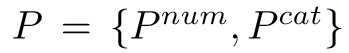 P = {P^{num}, P^{cat}}